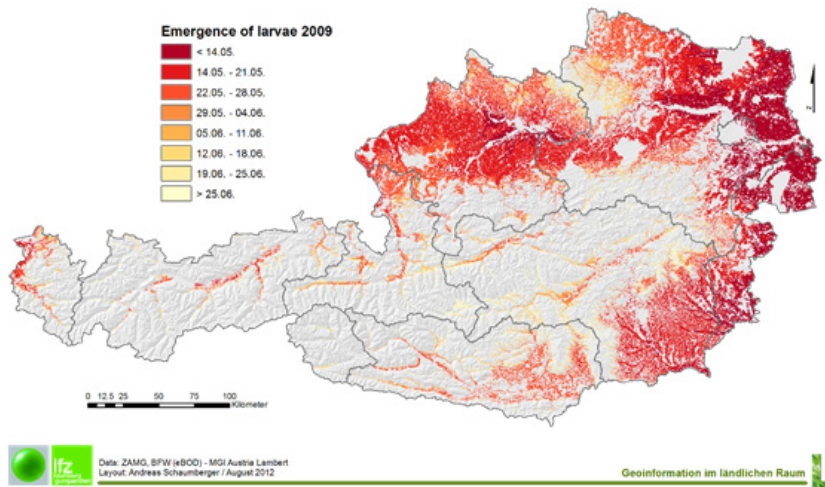 Emergence of larvae 2009
< 14.05.
14.05. - 21.05.
22.05. - 28.05.
29.05. - 04.06.
05.06. - 11.06.
12.06. - 18.06.
19.06. - 25.06.
> 25.06.
0 12.5 25 50 75 100
Kilometer
lfz
Data: ZAMG, BFW (eBOD) - MGI Austria Lambert
Layout: Andreas Schaumberger / August 2012
Geoinformation im ländlichen Raum